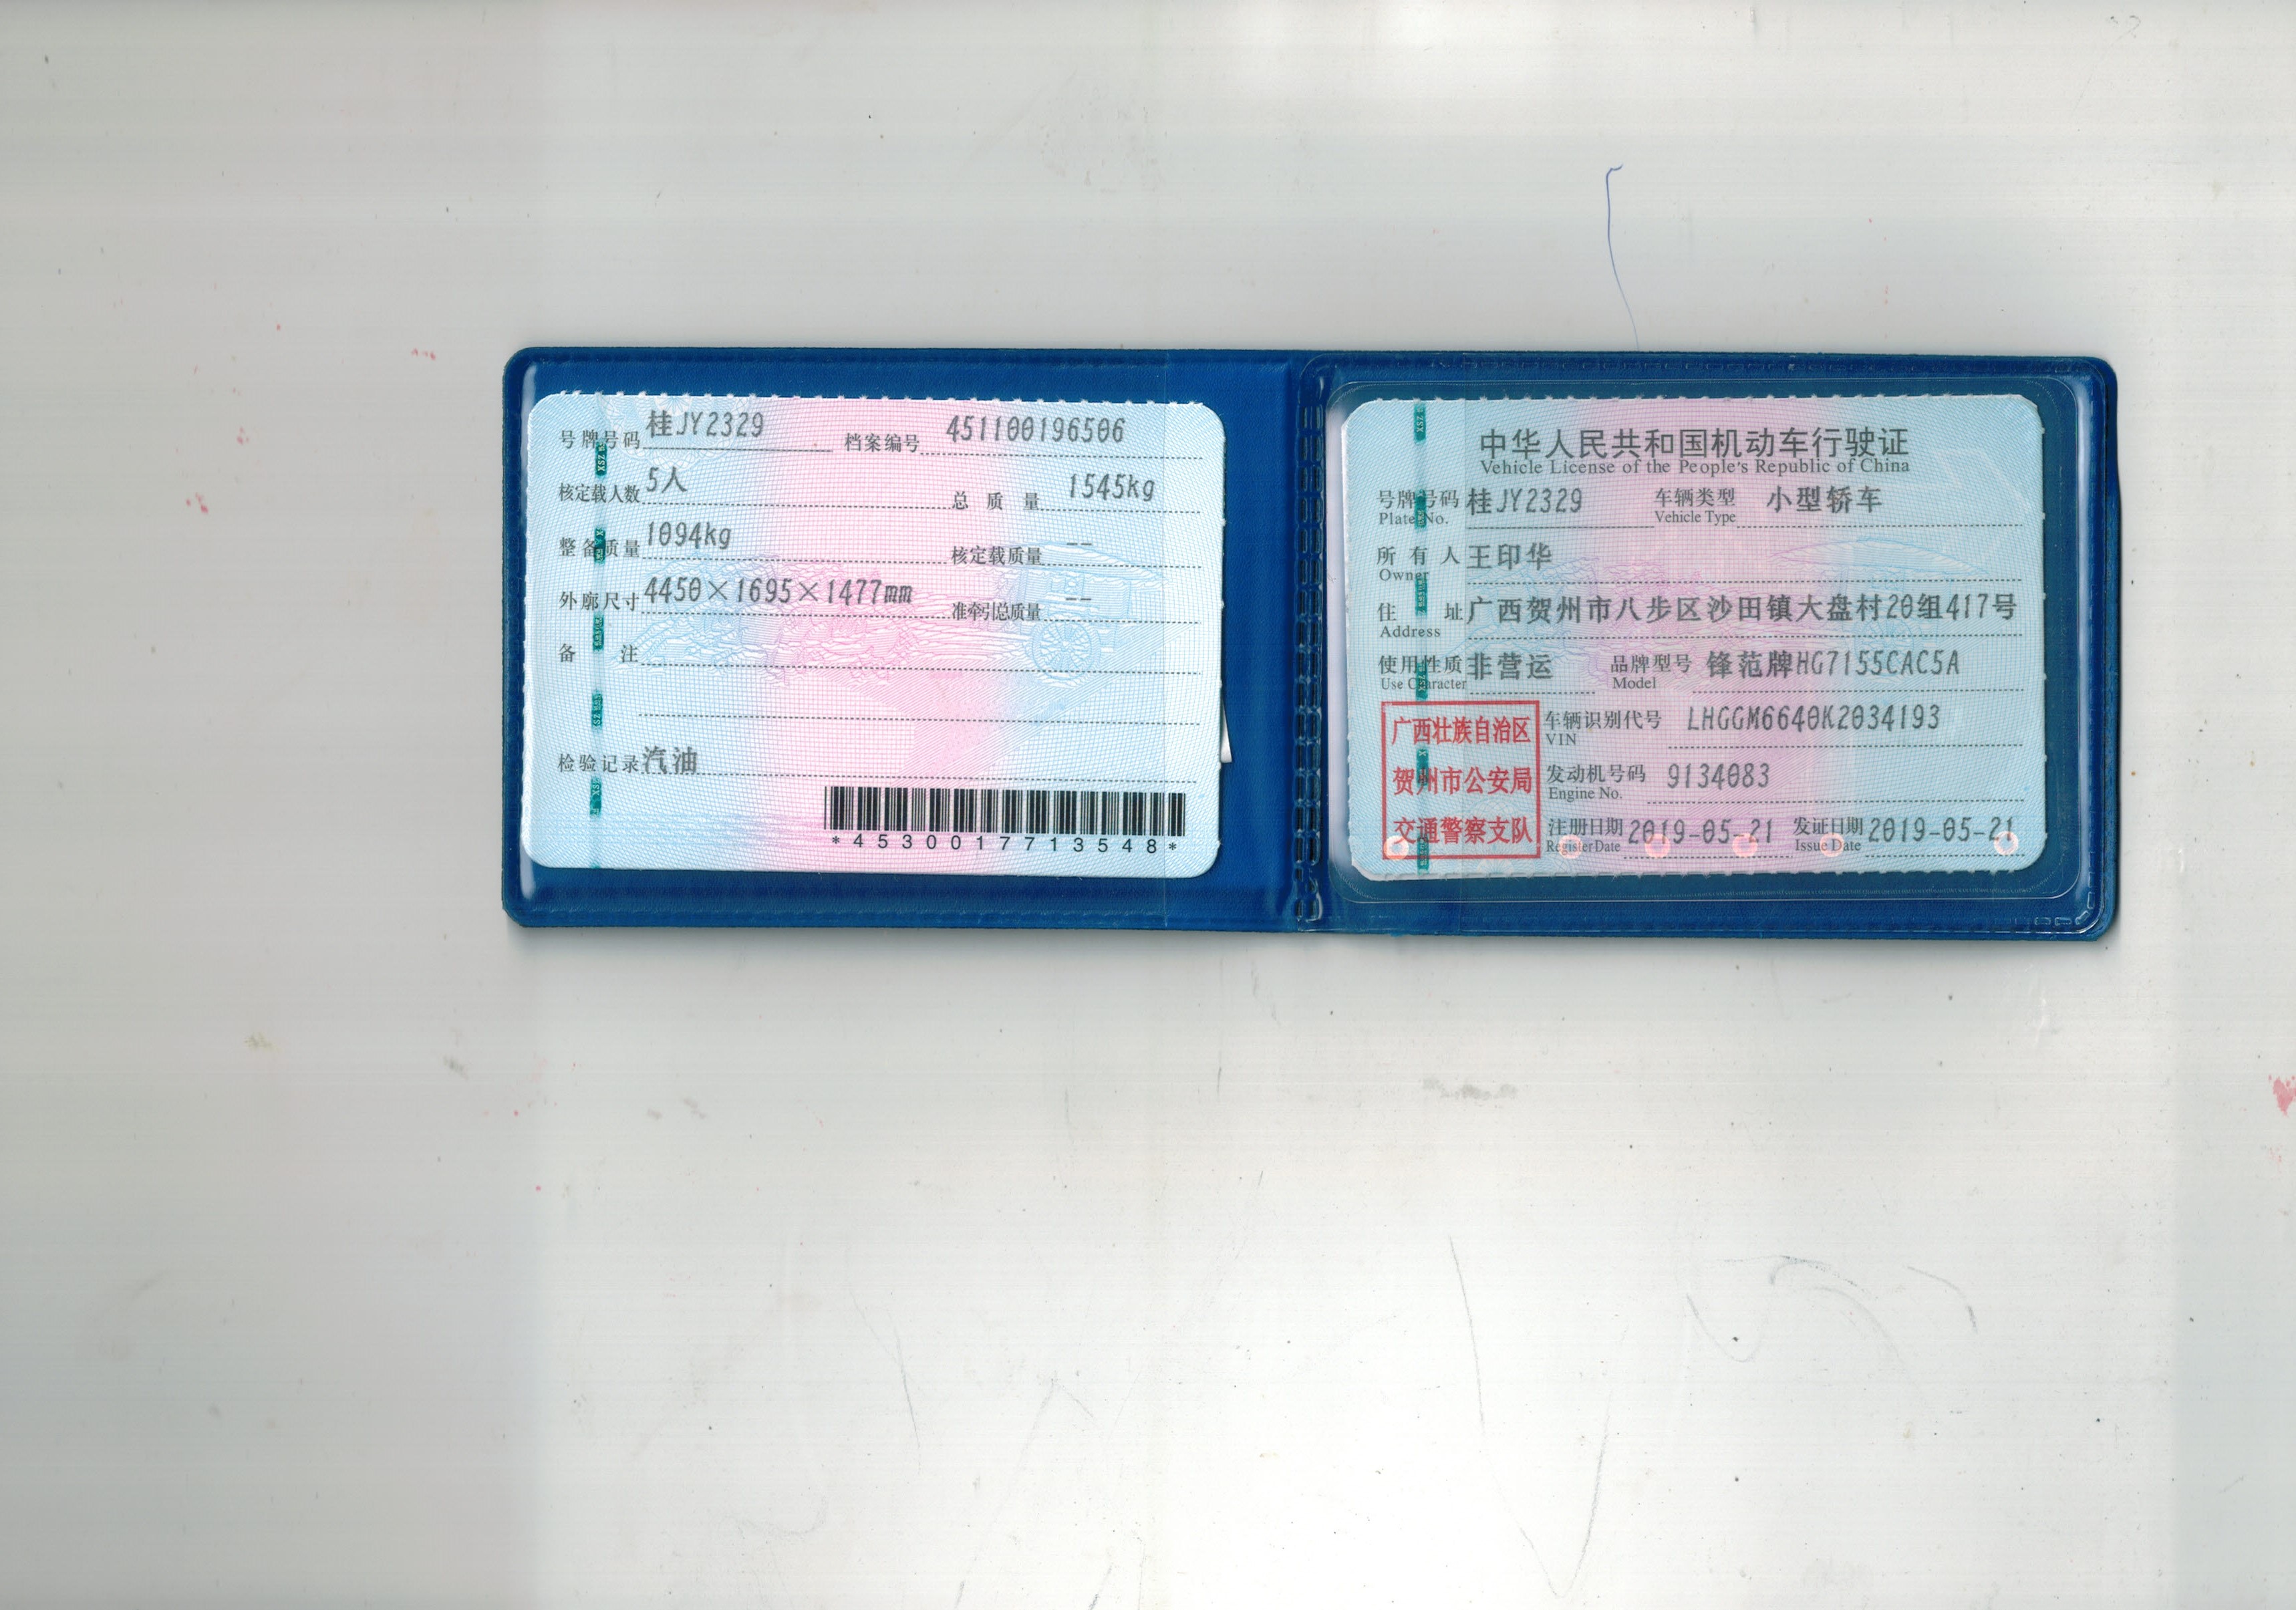 号牌号码 桂JY2329 档案编号 451100196506
核定载人数 5人 总质量 1545kg
整备质量 1094kg 核定载质量 --
外廓尺寸 4450×1695×1477mm 准牵引总质量 --
备注
检验记录 汽油
*4530017713548*
中华人民共和国机动车行驶证
Vehicle License of the People's Republic of China
号牌号码 桂JY2329 车辆类型 小型轿车
Plate No. Vehicle Type
所有人 王印华
Owner
住址 广西贺州市八步区沙田镇大盘村20组417号
Address
使用性质 非营运 品牌型号 锋范牌HG7155CAC5A
Use Character Model
广西壮族自治区
贺州市公安局
交通警察支队
车辆识别代号 LHGGM6640K2034193
VIN
发动机号码 9134083
Engine No.
注册日期 2019-05-21 发证日期 2019-05-21
Register Date Issue Date